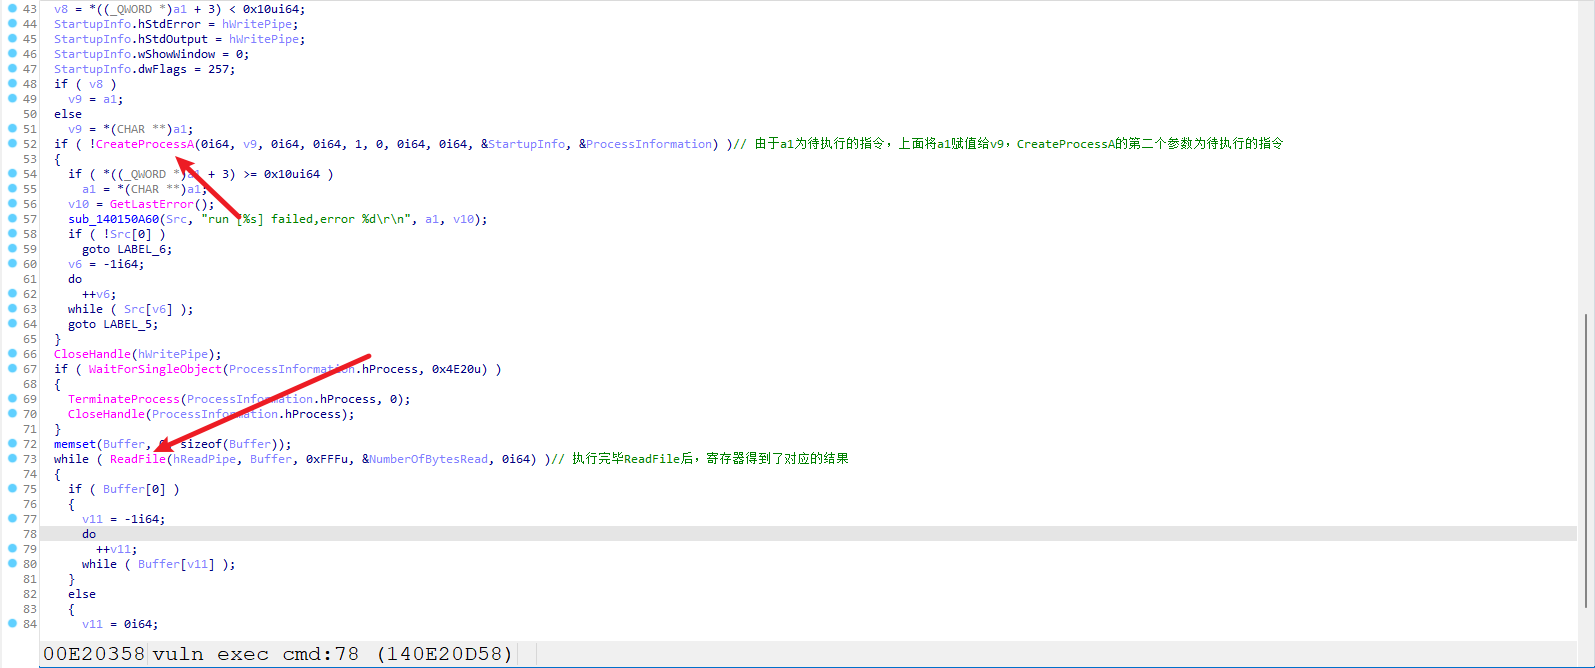 43 v8 = *((_QWORD *)a1 + 3) < 0x10ui64;
44 StartupInfo.hStdError = hWritePipe;
45 StartupInfo.hStdOutput = hWritePipe;
46 StartupInfo.wShowWindow = 0;
47 StartupInfo.dwFlags = 257;
48 if ( v8 )
49 v9 = a1;
50 else
51 v9 = *(CHAR **)a1;
52 if ( !CreateProcessA(0i64, v9, 0i64, 0i64, 1, 0, 0i64, 0i64, &StartupInfo, &ProcessInformation) )// 由于a1为待执行的指令，上面将a1赋值给v9，CreateProcessA的第二个参数为待执行的指令
53 {
54 if ( *((_QWORD *)a1 + 3) >= 0x10ui64 )
55 a1 = *(CHAR **)a1;
56 v10 = GetLastError();
57 sub_140150A60(Src, "run [%s] failed,error %d\r\n", a1, v10);
58 if ( !Src[0] )
59 goto LABEL_6;
60 v6 = -1i64;
61 do
62 ++v6;
63 while ( Src[v6] );
64 goto LABEL_5;
65 }
66 CloseHandle(hWritePipe);
67 if ( WaitForSingleObject(ProcessInformation.hProcess, 0x4E20u) )
68 {
69 TerminateProcess(ProcessInformation.hProcess, 0);
70 CloseHandle(ProcessInformation.hProcess);
71 }
72 memset(Buffer, 0, sizeof(Buffer));
73 while ( ReadFile(hReadPipe, Buffer, 0xFFFu, &NumberOfBytesRead, 0i64) )// 执行完毕ReadFile后，寄存器得到了对应的结果
74 {
75 if ( Buffer[0] )
76 {
77 v11 = -1i64;
78 do
79 ++v11;
80 while ( Buffer[v11] );
81 }
82 else
83 {
84 v11 = 0i64;
00E20358 vuln exec cmd:78 (140E20D58)